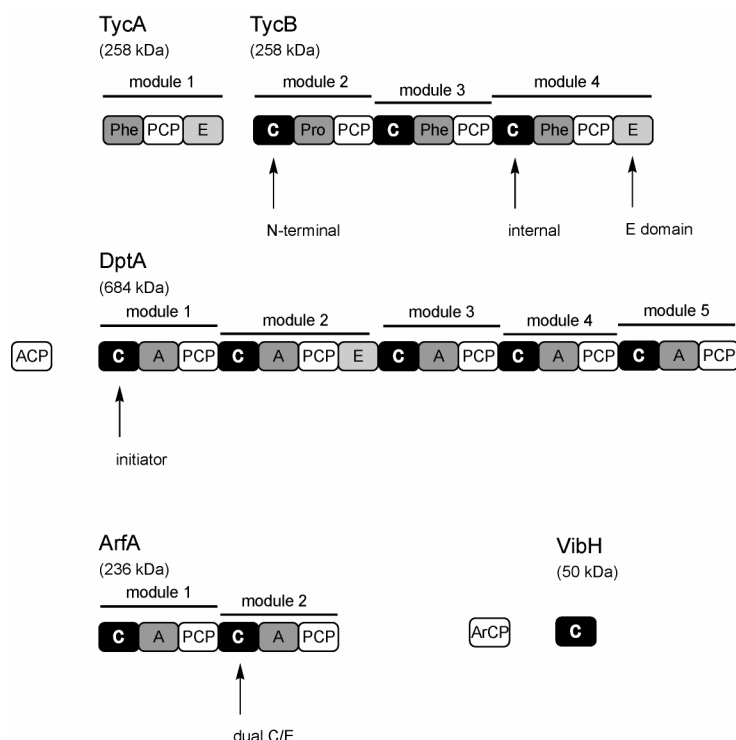 TycA TycB
(258 kDa) (258 kDa)
module 1 module 2 module 3 module 4
Phe PCP E C Pro PCP C Phe PCP C Phe PCP E
N-terminal internal E domain
DptA
(684 kDa)
module 1 module 2 module 3 module 4 module 5
ACP C A PCP C A PCP E C A PCP C A PCP C A PCP
initiator
ArfA VibH
(236 kDa) (50 kDa)
module 1 module 2
C A PCP C A PCP ArCP C
dual C/E